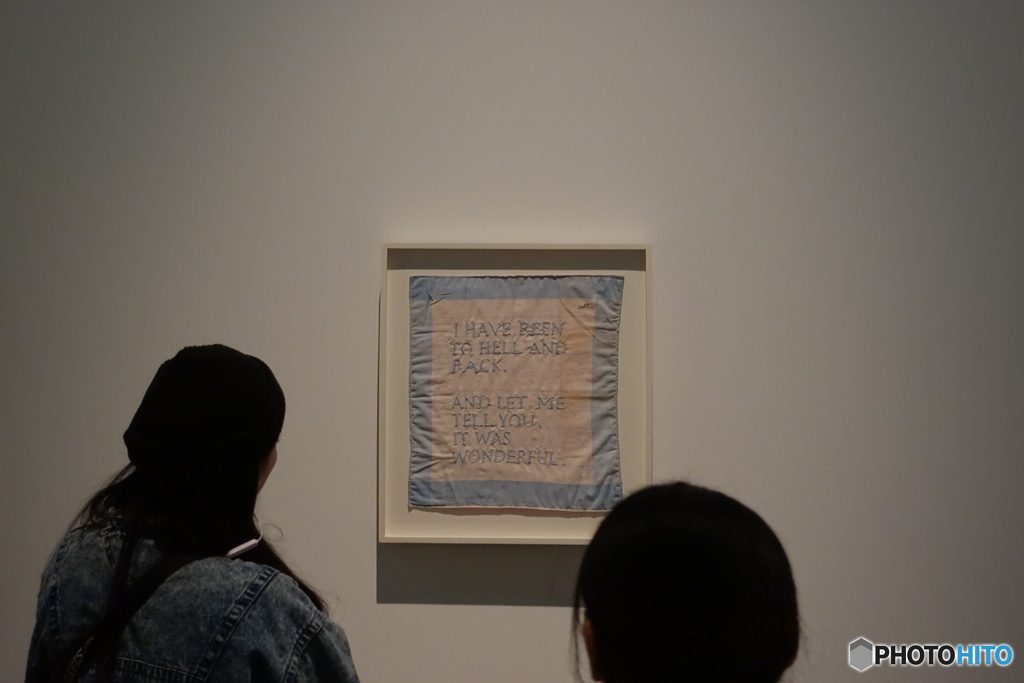 I HAVE BEEN
TO HELL AND
BACK.
AND LET ME
TELL YOU,
IT WAS
WONDERFUL.
PHOTOHITO